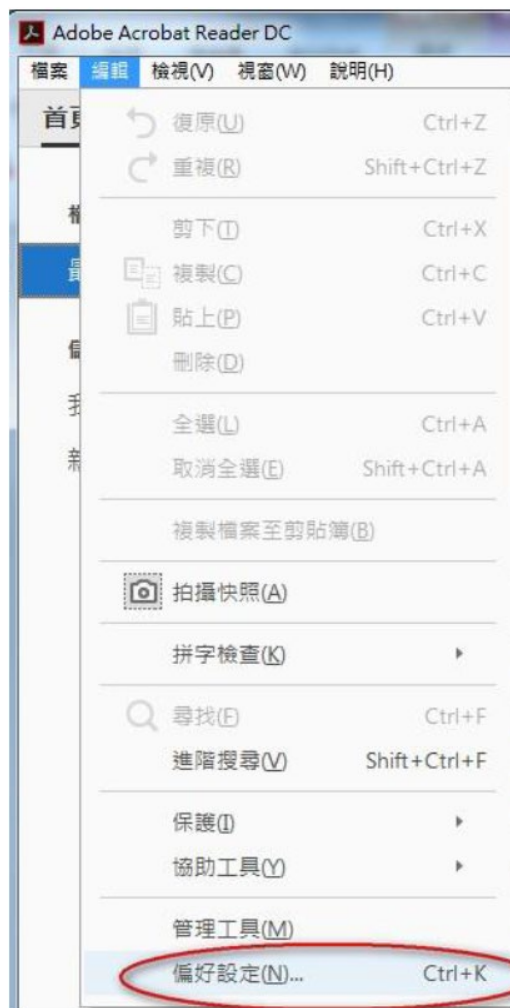 Adobe Acrobat Reader DC
檔案 編輯 檢視(V) 視窗(W) 說明(H)
首
復原(U) Ctrl+Z
重複(R) Shift+Ctrl+Z
剪下(T) Ctrl+X
複製(C) Ctrl+C
貼上(P) Ctrl+V
刪除(D)
全選(L) Ctrl+A
取消全選(E) Shift+Ctrl+A
複製檔案至剪貼簿(B)
拍攝快照(A)
拼字檢查(K)
尋找(F) Ctrl+F
進階搜尋(V) Shift+Ctrl+F
保護(I)
協助工具(Y)
管理工具(M)
偏好設定(N)... Ctrl+K